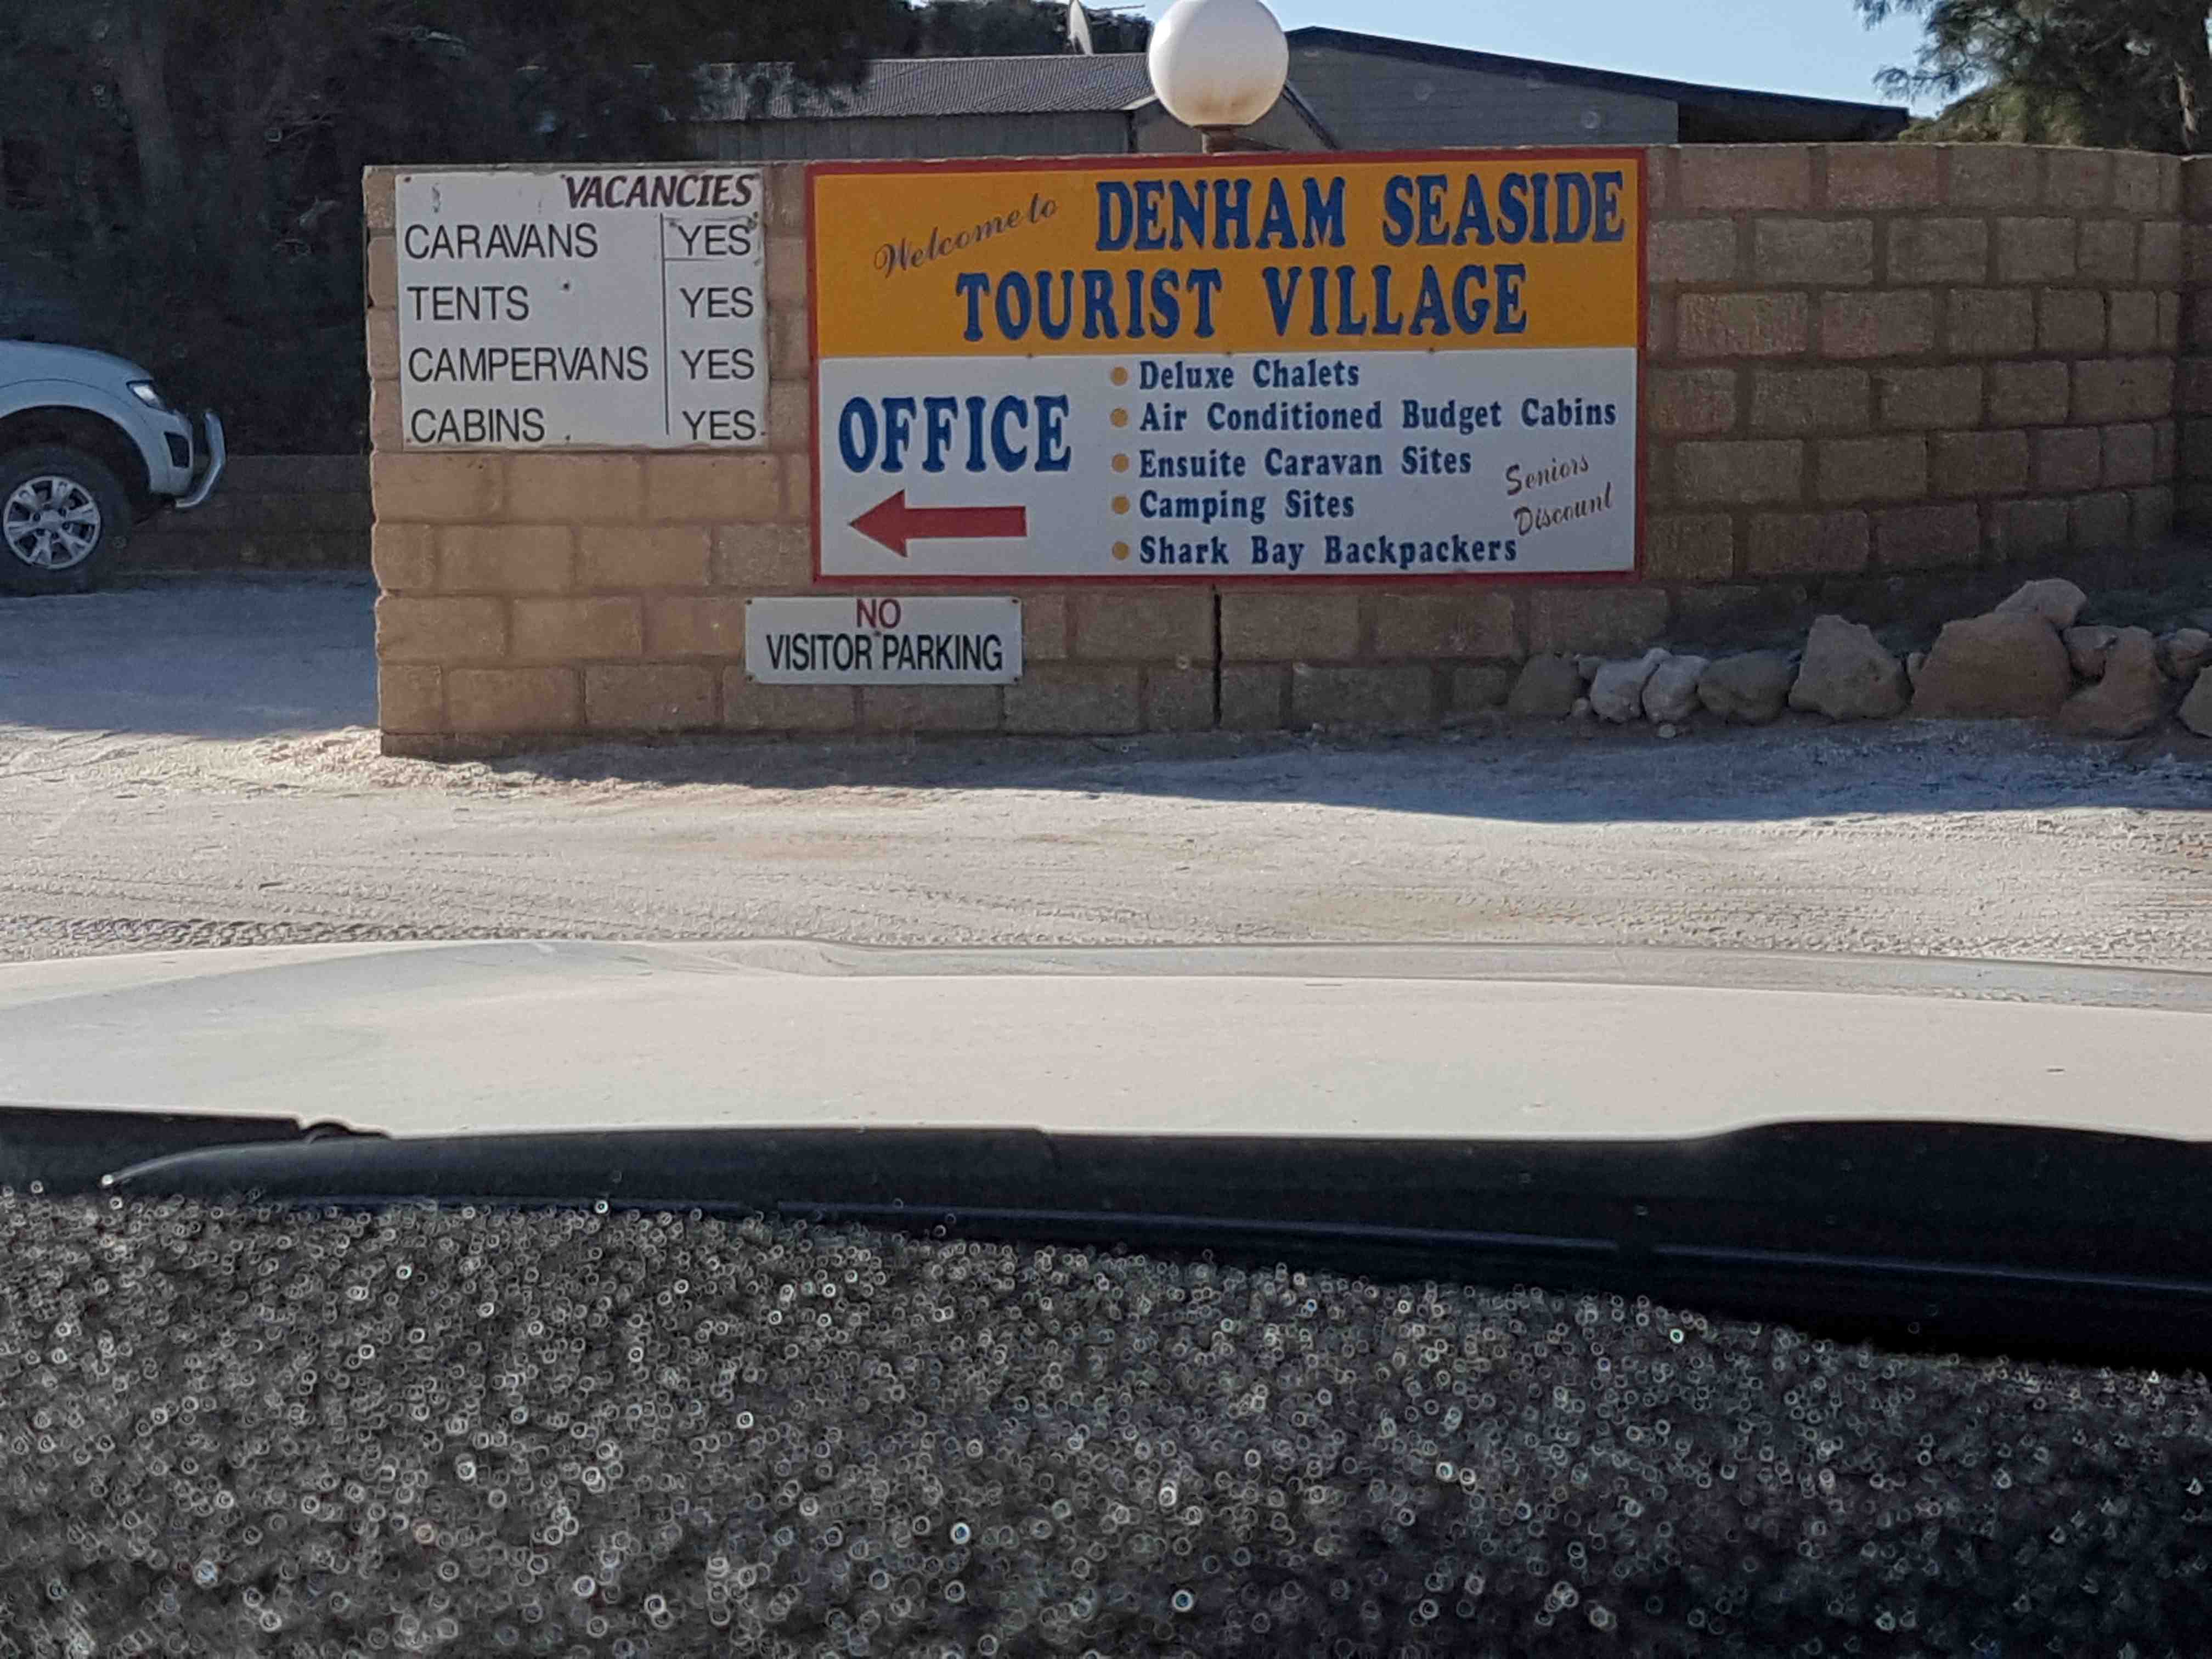 VACANCIES
CARAVANS YES
TENTS YES
CAMPERVANS YES
CABINS YES
Welcome to DENHAM SEASIDE
TOURIST VILLAGE
OFFICE
Deluxe Chalets
Air Conditioned Budget Cabins
Ensuite Caravan Sites
Camping Sites
Shark Bay Backpackers
Seniors
Discount
NO
VISITOR PARKING